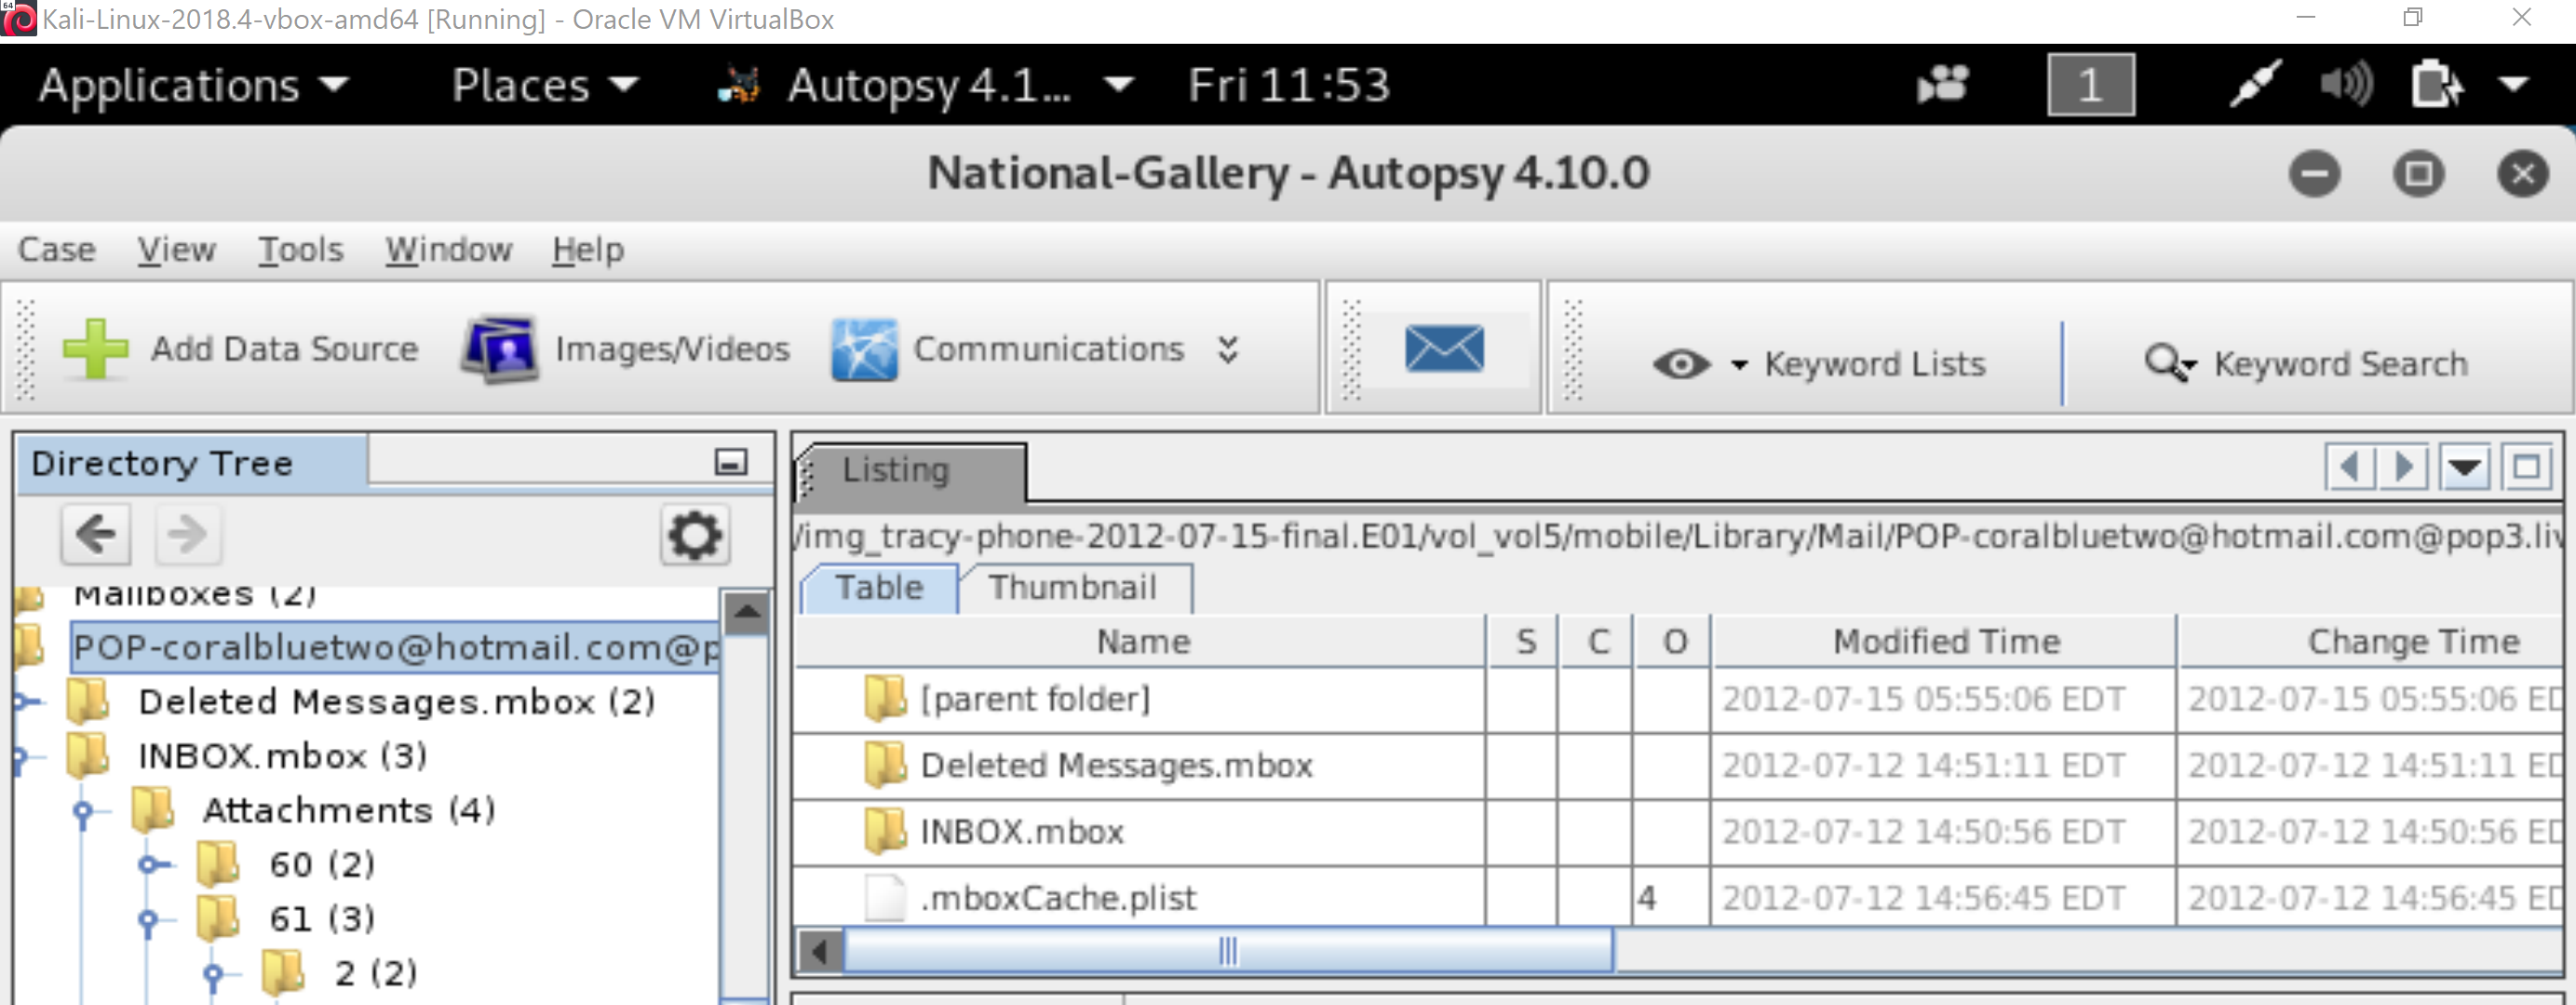 64
Kali-Linux-2018.4-vbox-amd64 [Running] - Oracle VM VirtualBox
Applications Places Autopsy 4.1... Fri 11:53 1
National-Gallery - Autopsy 4.10.0
Case View Tools Window Help
Add Data Source Images/Videos Communications Keyword Lists Keyword Search
Directory Tree
Mailboxes (2)
POP-coralbluetwo@hotmail.com@p
Deleted Messages.mbox (2)
INBOX.mbox (3)
Attachments (4)
60 (2)
61 (3)
2 (2)
Listing
/img_tracy-phone-2012-07-15-final.E01/vol_vol5/mobile/Library/Mail/POP-coralbluetwo@hotmail.com@pop3.liv
Table Thumbnail
Name S C O Modified Time Change Time
[parent folder] 2012-07-15 05:55:06 EDT 2012-07-15 05:55:06 ED
Deleted Messages.mbox 2012-07-12 14:51:11 EDT 2012-07-12 14:51:11 ED
INBOX.mbox 2012-07-12 14:50:56 EDT 2012-07-12 14:50:56 ED
.mboxCache.plist 4 2012-07-12 14:56:45 EDT 2012-07-12 14:56:45 ED